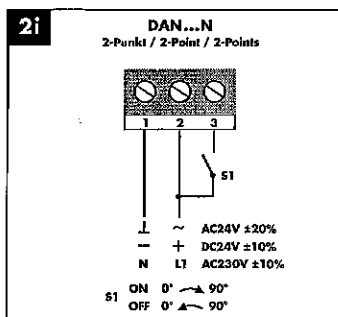 2i
DAN...N
2-Punkt / 2-Point / 2-Points
1 2 3
S1
⊥ ~ AC24V ±20%
− + DC24V ±10%
N L1 AC230V ±10%
S1 ON 0° 90°
OFF 0° 90°